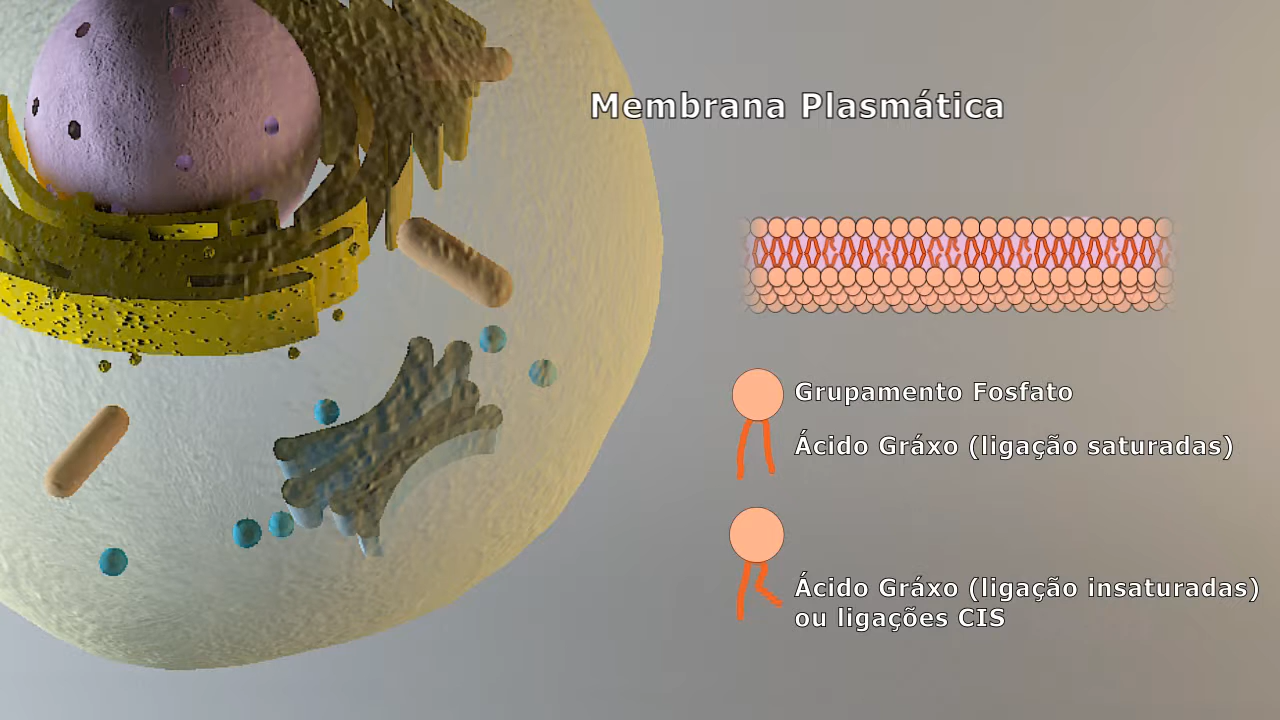 Membrana Plasmática
Grupamento Fosfato
Ácido Gráxo (ligação saturadas)
Ácido Gráxo (ligação insaturadas)
ou ligações CIS